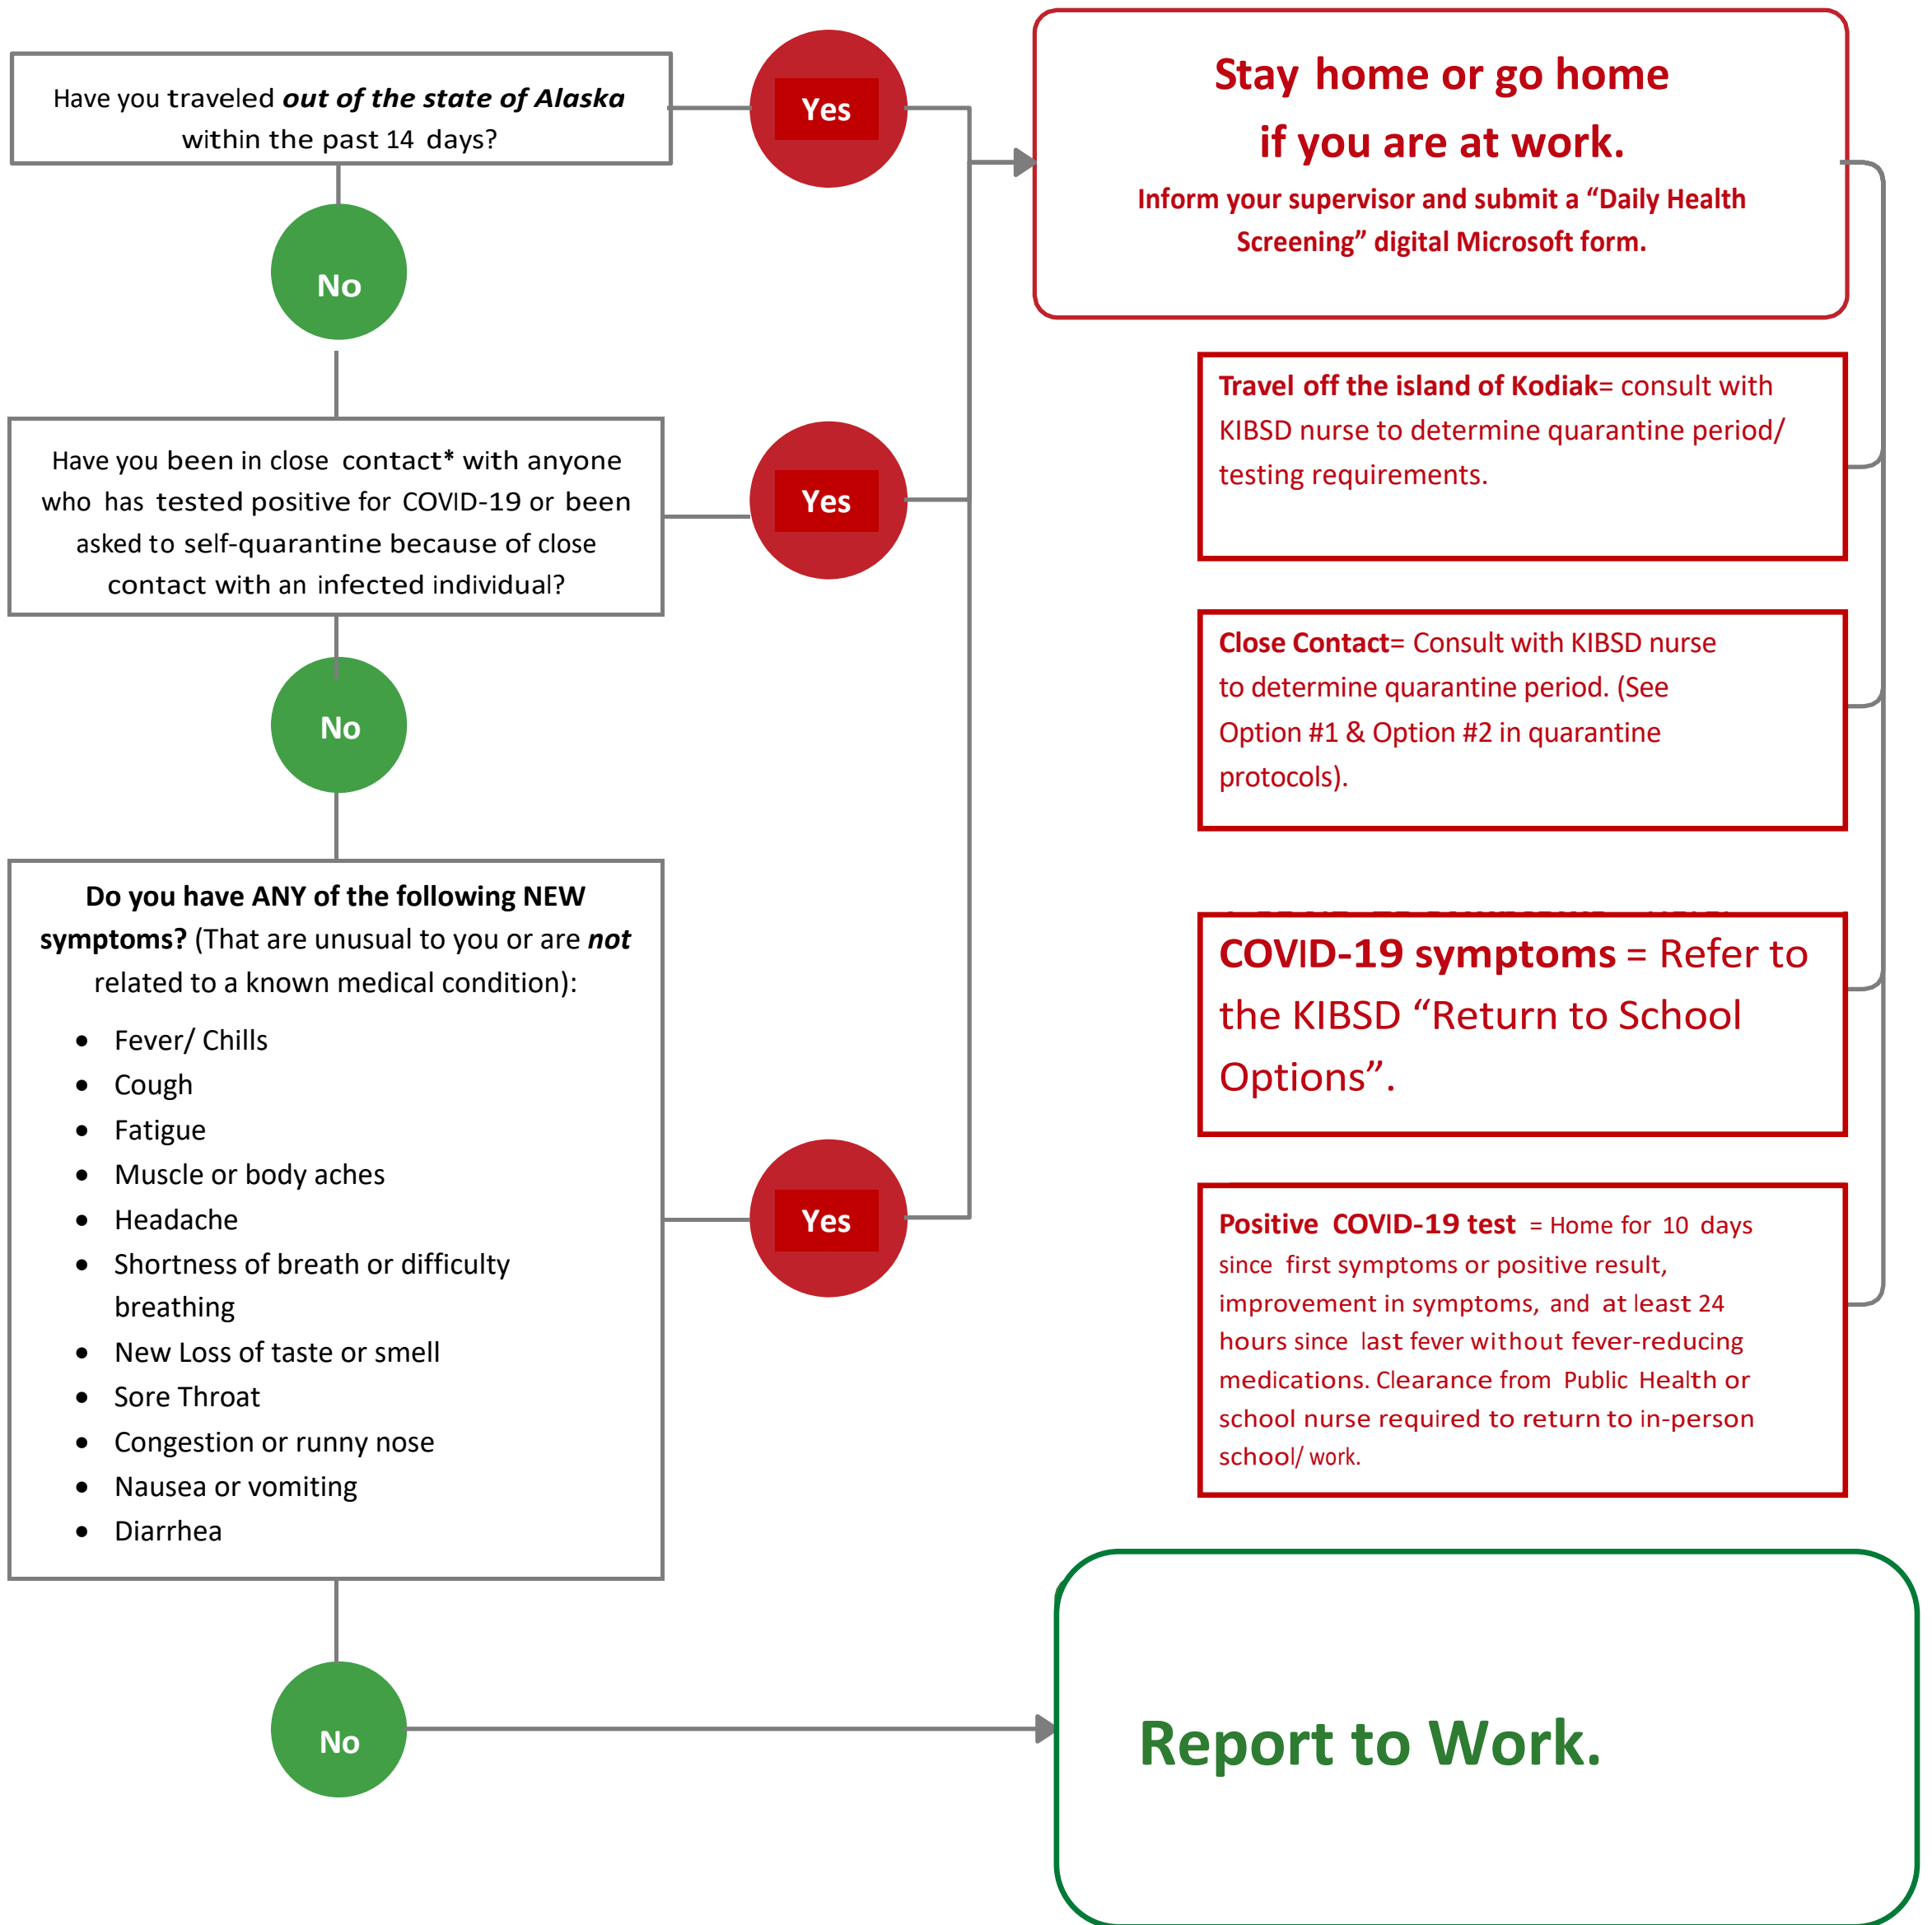 Have you traveled out of the state of Alaska
within the past 14 days?
Yes
Stay home or go home
if you are at work.
Inform your supervisor and submit a “Daily Health
Screening” digital Microsoft form.
No
Travel off the island of Kodiak= consult with
KIBSD nurse to determine quarantine period/
testing requirements.
Have you been in close contact* with anyone
who has tested positive for COVID-19 or been
asked to self-quarantine because of close
contact with an infected individual?
Yes
Close Contact= Consult with KIBSD nurse
to determine quarantine period. (See
Option #1 & Option #2 in quarantine
protocols).
No
Do you have ANY of the following NEW
symptoms? (That are unusual to you or are not
related to a known medical condition):
• Fever/ Chills
• Cough
• Fatigue
• Muscle or body aches
• Headache
• Shortness of breath or difficulty
breathing
• New Loss of taste or smell
• Sore Throat
• Congestion or runny nose
• Nausea or vomiting
• Diarrhea
Yes
COVID-19 symptoms = Refer to
the KIBSD “Return to School
Options”.
Positive COVID-19 test = Home for 10 days
since first symptoms or positive result,
improvement in symptoms, and at least 24
hours since last fever without fever-reducing
medications. Clearance from Public Health or
school nurse required to return to in-person
school/ work.
No
Report to Work.